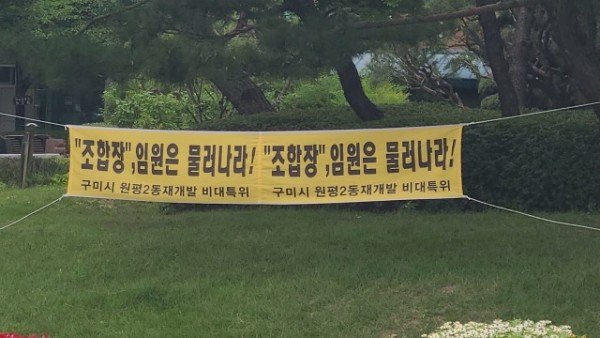 "조합장",임원은 물러나라! "조합장",임원은 물러나라!
구미시 원평2동재개발 비대특위 구미시 원평2동재개발 비대특위